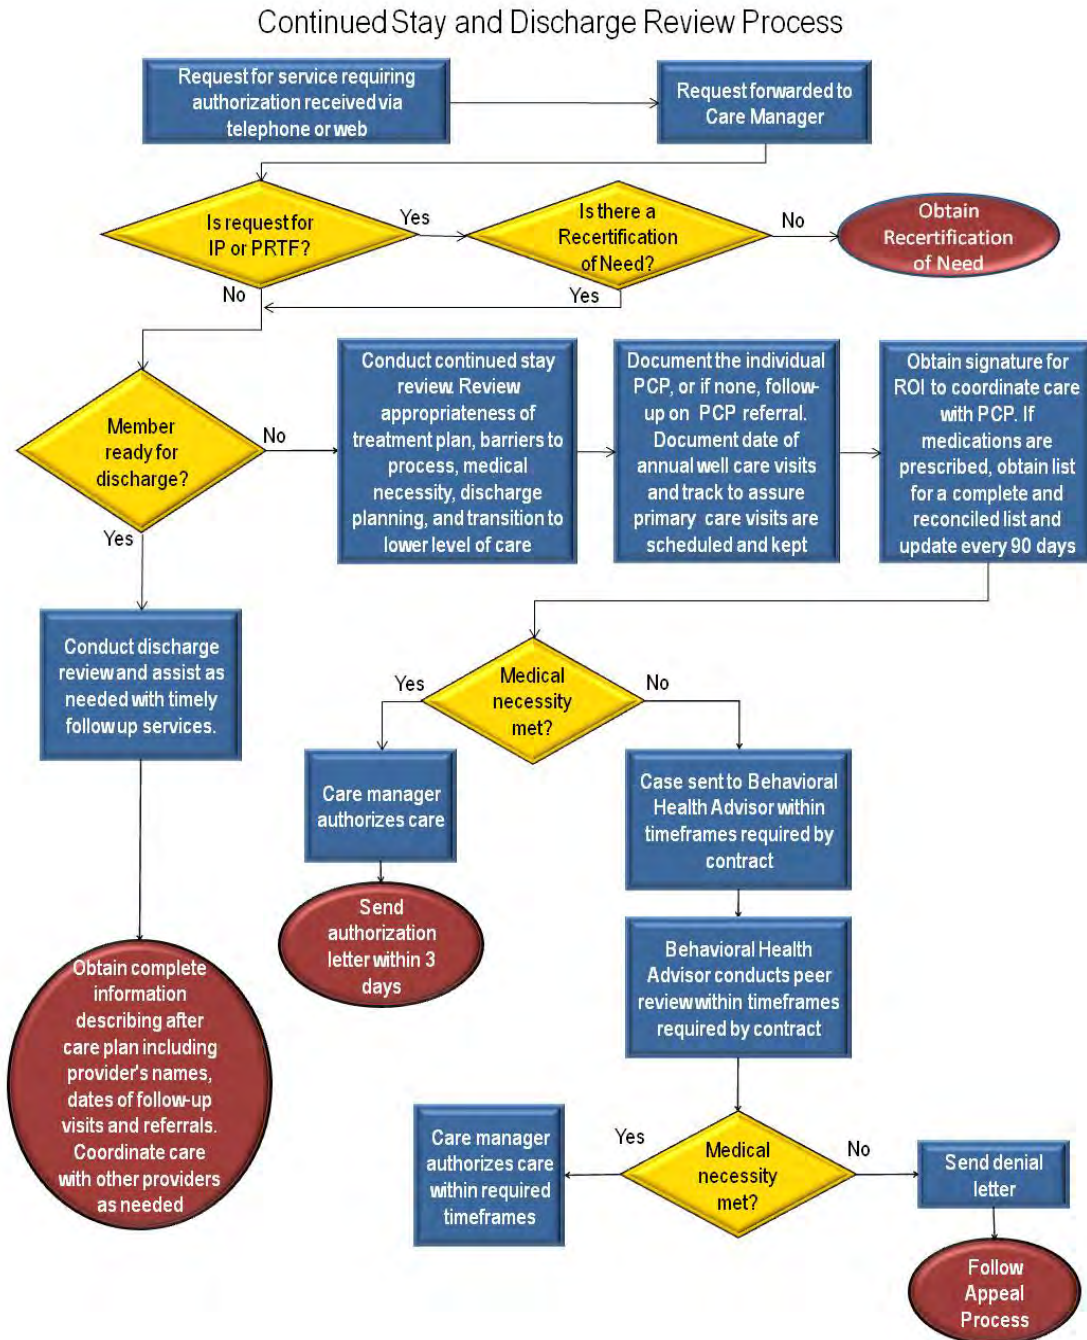 Continued Stay and Discharge Review Process
Request for service requiring
authorization received via
telephone or web
Request forwarded to
Care Manager
Is request for
IP or PRTF?
Yes
Is there a
Recertification
of Need?
No
Obtain
Recertification
of Need
No
Yes
Member
ready for
discharge?
No
Conduct continued stay
review. Review
appropriateness of
treatment plan, barriers to
process, medical
necessity, discharge
planning, and transition to
lower level of care
Document the individual
PCP, or if none, follow-
up on PCP referral.
Document date of
annual well care visits
and track to assure
primary care visits are
scheduled and kept
Obtain signature for
ROI to coordinate care
with PCP. If
medications are
prescribed, obtain list
for a complete and
reconciled list and
update every 90 days
Yes
Conduct discharge
review and assist as
needed with timely
follow up services.
Obtain complete
information
describing after
care plan including
provider's names,
dates of follow-up
visits and referrals.
Coordinate care
with other providers
as needed
Medical
necessity
met?
Yes
No
Care manager
authorizes care
Send
authorization
letter within 3
days
Case sent to Behavioral
Health Advisor within
timeframes required by
contract
Behavioral Health
Advisor conducts peer
review within timeframes
required by contract
Medical
necessity
met?
Yes
No
Care manager
authorizes care
within required
timeframes
Send denial
letter
Follow
Appeal
Process